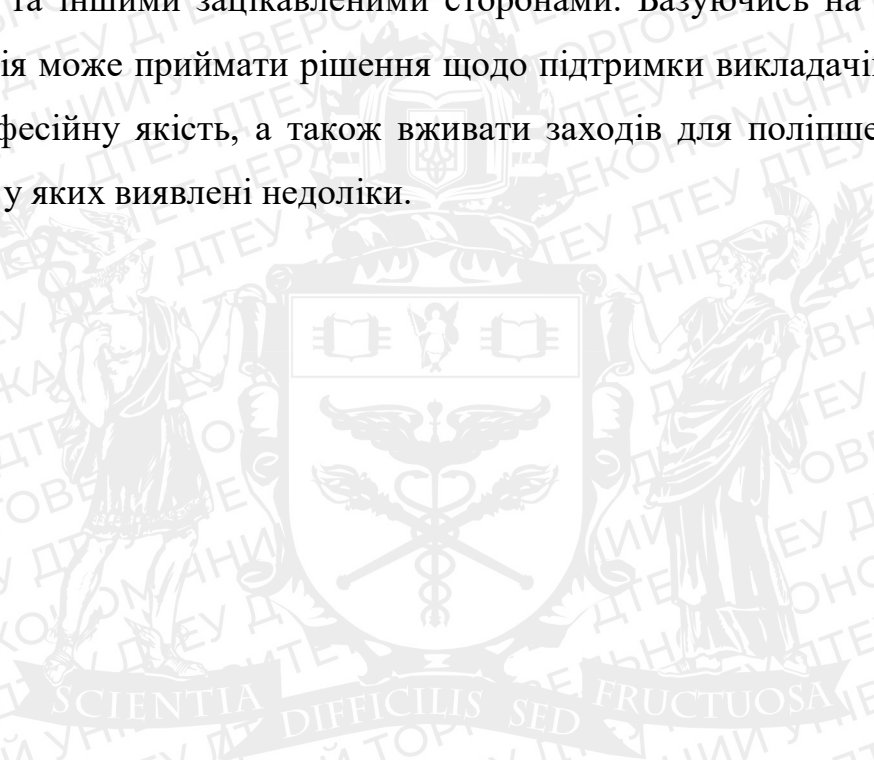 та іншими зацікавленими сторонами. Базуючись на
ія може приймати рішення щодо підтримки викладачі
фесійну якість, а також вживати заходів для поліпше
у яких виявлені недоліки.
SCIENTIA DIFFICILIS SED FRUCTUOSA